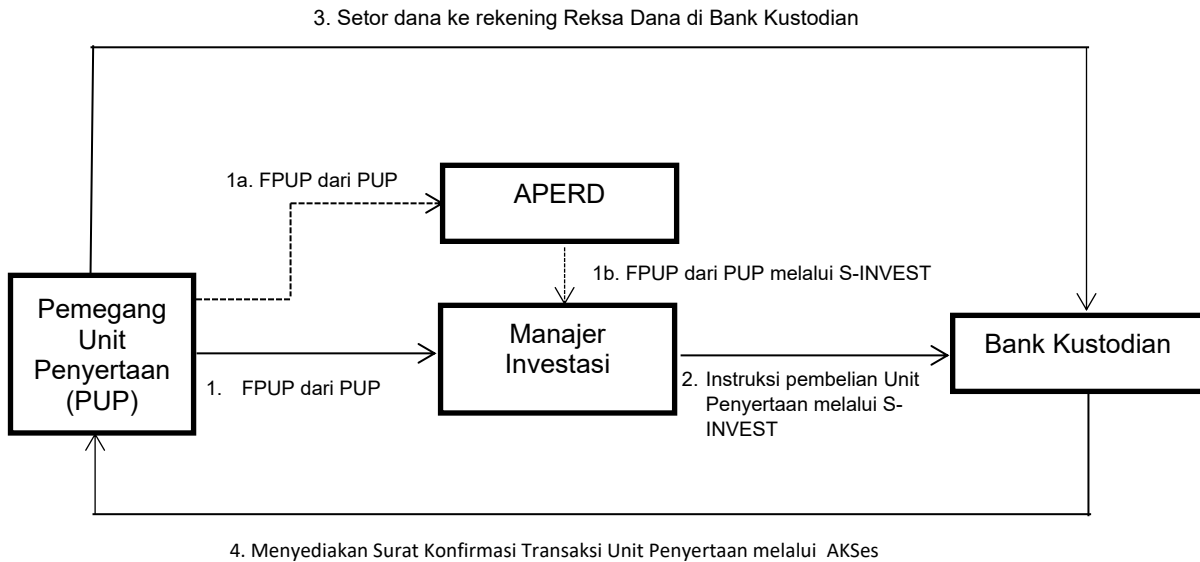 3. Setor dana ke rekening Reksa Dana di Bank Kustodian
1a. FPUP dari PUP
APERD
1b. FPUP dari PUP melalui S-INVEST
Pemegang
Unit
Penyertaan
(PUP)
Manajer
Investasi
Bank Kustodian
1. FPUP dari PUP
2. Instruksi pembelian Unit
Penyertaan melalui S-
INVEST
4. Menyediakan Surat Konfirmasi Transaksi Unit Penyertaan melalui AKSes